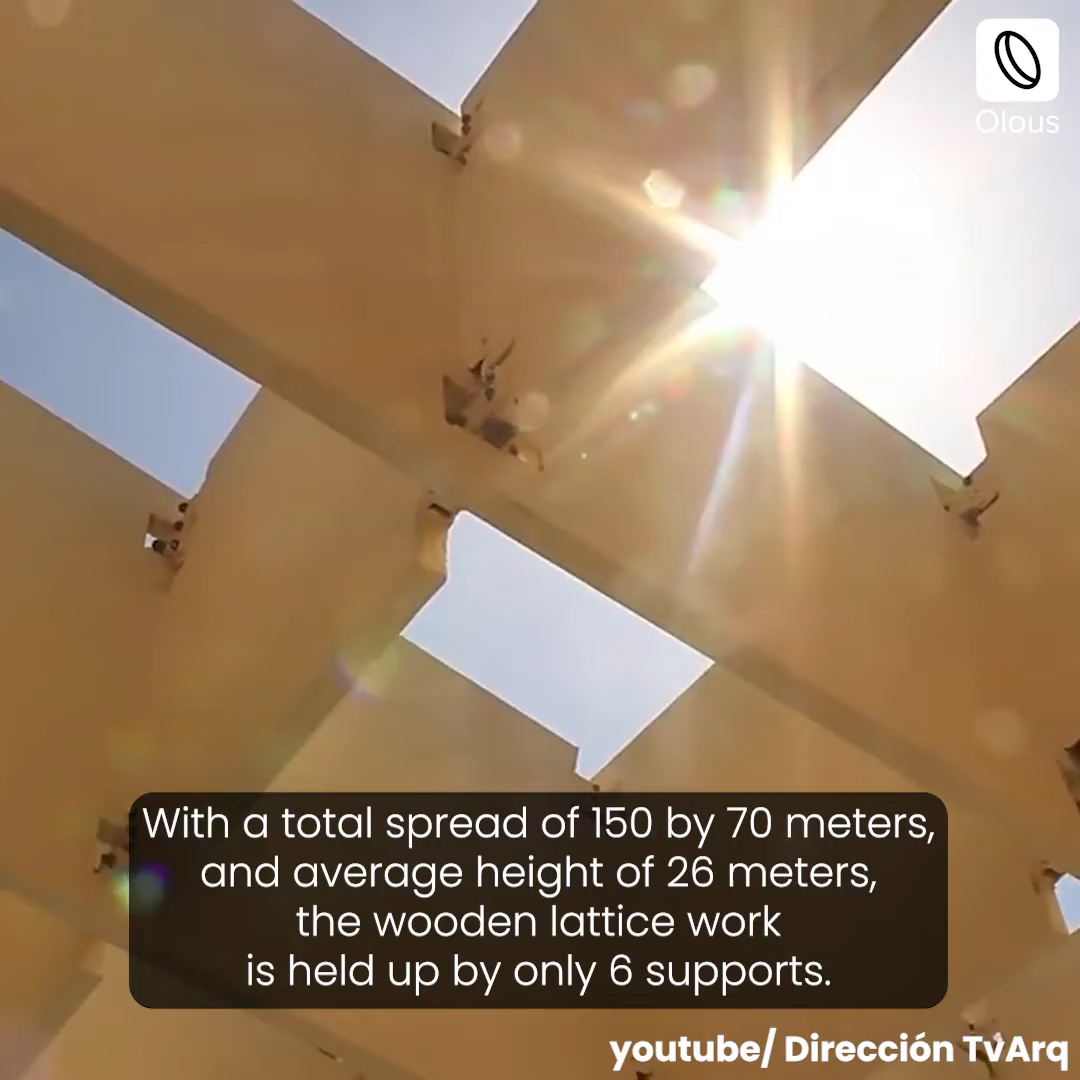 Olous
With a total spread of 150 by 70 meters,
and average height of 26 meters,
the wooden lattice work
is held up by only 6 supports.
youtube/ Dirección TvArq